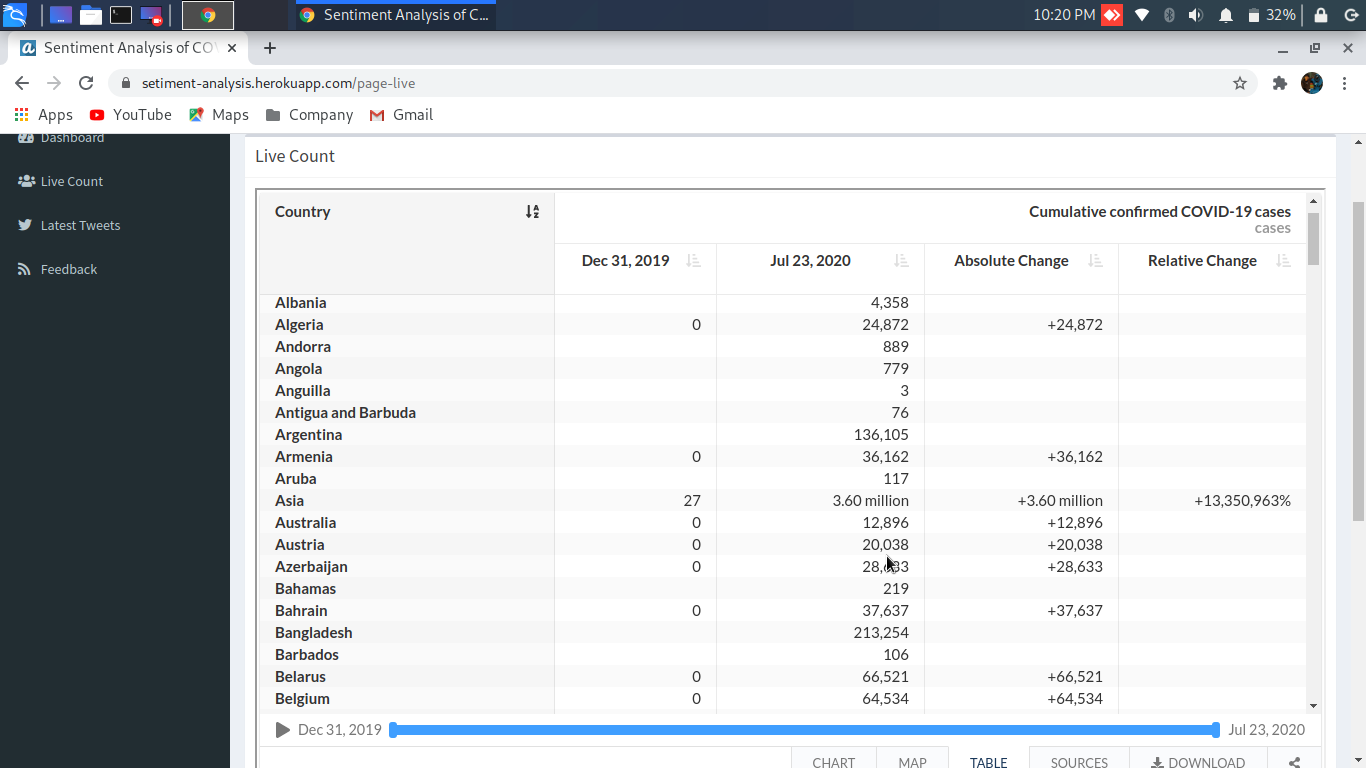 Sentiment Analysis of C... 10:20 PM 32%
Sentiment Analysis of CO
setiment-analysis.herokuapp.com/page-live
Apps YouTube Maps Company Gmail
Dashboard
Live Count
Latest Tweets
Feedback
Live Count
Country Cumulative confirmed COVID-19 cases
cases
Dec 31, 2019 Jul 23, 2020 Absolute Change Relative Change
Albania 4,358
Algeria 0 24,872 +24,872
Andorra 889
Angola 779
Anguilla 3
Antigua and Barbuda 76
Argentina 136,105
Armenia 0 36,162 +36,162
Aruba 117
Asia 27 3.60 million +3.60 million +13,350,963%
Australia 0 12,896 +12,896
Austria 0 20,038 +20,038
Azerbaijan 0 28,633 +28,633
Bahamas 219
Bahrain 0 37,637 +37,637
Bangladesh 213,254
Barbados 106
Belarus 0 66,521 +66,521
Belgium 0 64,534 +64,534
Dec 31, 2019 Jul 23, 2020
CHART MAP TABLE SOURCES DOWNLOAD